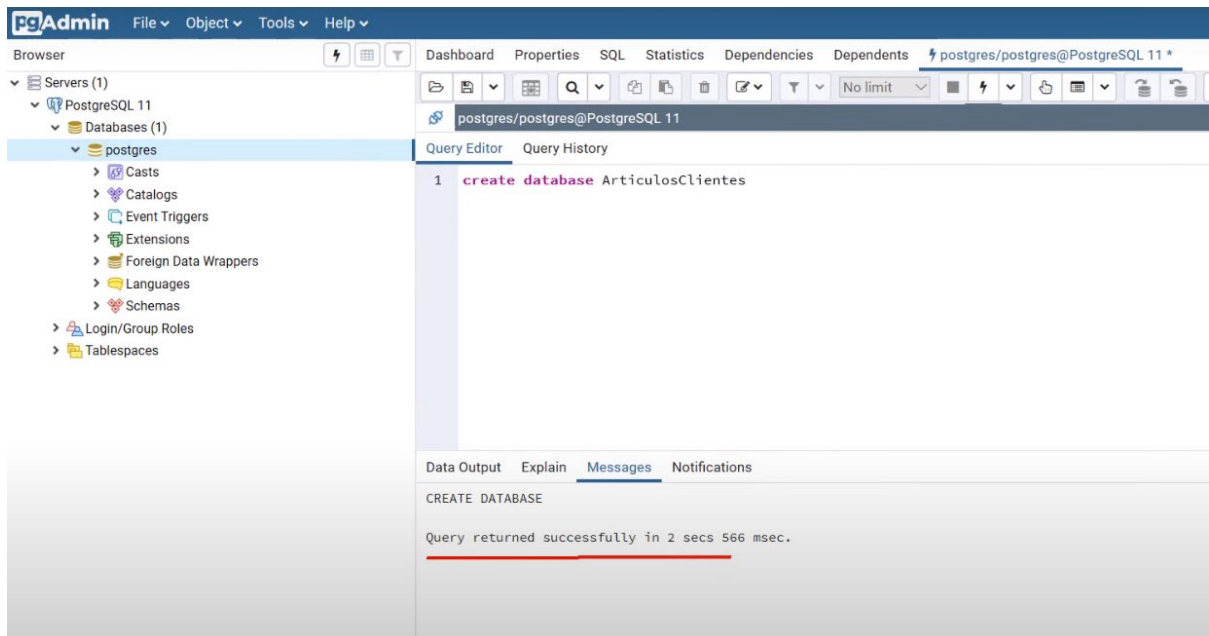 pgAdmin File Object Tools Help
Browser
Dashboard Properties SQL Statistics Dependencies Dependents postgres/postgres@PostgreSQL 11 *
Servers (1)
PostgreSQL 11
Databases (1)
postgres
Casts
Catalogs
Event Triggers
Extensions
Foreign Data Wrappers
Languages
Schemas
Login/Group Roles
Tablespaces
No limit
postgres/postgres@PostgreSQL 11
Query Editor Query History
1 create database ArticulosClientes
Data Output Explain Messages Notifications
CREATE DATABASE
Query returned successfully in 2 secs 566 msec.